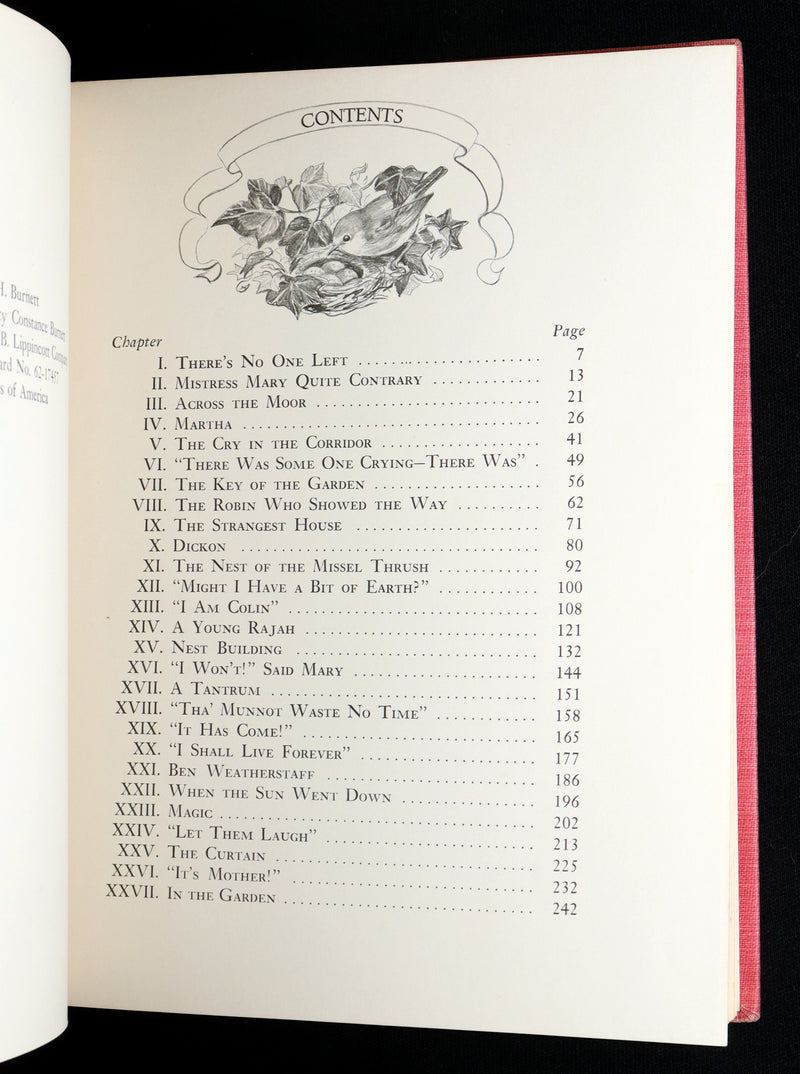 H. Burnett
Constance Burnett
B. Lippincott Company
No. 62-17457
of America
CONTENTS
Chapter Page
I. There's No One Left .................... 7
II. Mistress Mary Quite Contrary ............ 13
III. Across the Moor ........................ 21
IV. Martha ................................ 26
V. The Cry in the Corridor ................. 41
VI. "There Was Some One Crying—There Was" . 49
VII. The Key of the Garden .................. 56
VIII. The Robin Who Showed the Way .......... 62
IX. The Strangest House .................... 71
X. Dickon ................................ 80
XI. The Nest of the Missel Thrush ............ 92
XII. "Might I Have a Bit of Earth?" ............ 100
XIII. "I Am Colin" .......................... 108
XIV. A Young Rajah ......................... 121
XV. Nest Building .......................... 132
XVI. "I Won't!" Said Mary .................... 144
XVII. A Tantrum ............................ 151
XVIII. "Tha' Munnot Waste No Time" ............ 158
XIX. "It Has Come!" ......................... 165
XX. "I Shall Live Forever" ................... 177
XXI. Ben Weatherstaff ....................... 186
XXII. When the Sun Went Down ............... 196
XXIII. Magic ................................ 202
XXIV. "Let Them Laugh" ...................... 213
XXV. The Curtain ........................... 225
XXVI. "It's Mother!" .......................... 232
XXVII. In the Garden .......................... 242